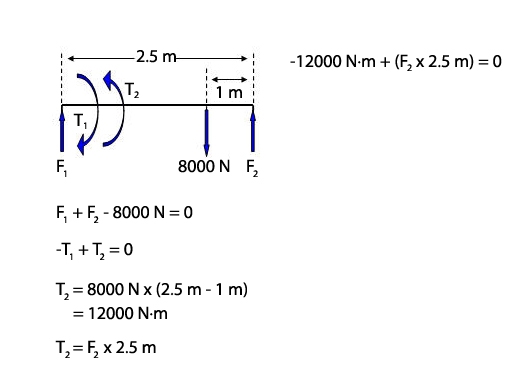 2.5 m
-12000 N·m + (F₂ x 2.5 m) = 0
T₂
1 m
T₁
F₁
8000 N
F₂
F₁ + F₂ - 8000 N = 0
-T₁ + T₂ = 0
T₂ = 8000 N x (2.5 m - 1 m)
= 12000 N·m
T₂ = F₂ x 2.5 m